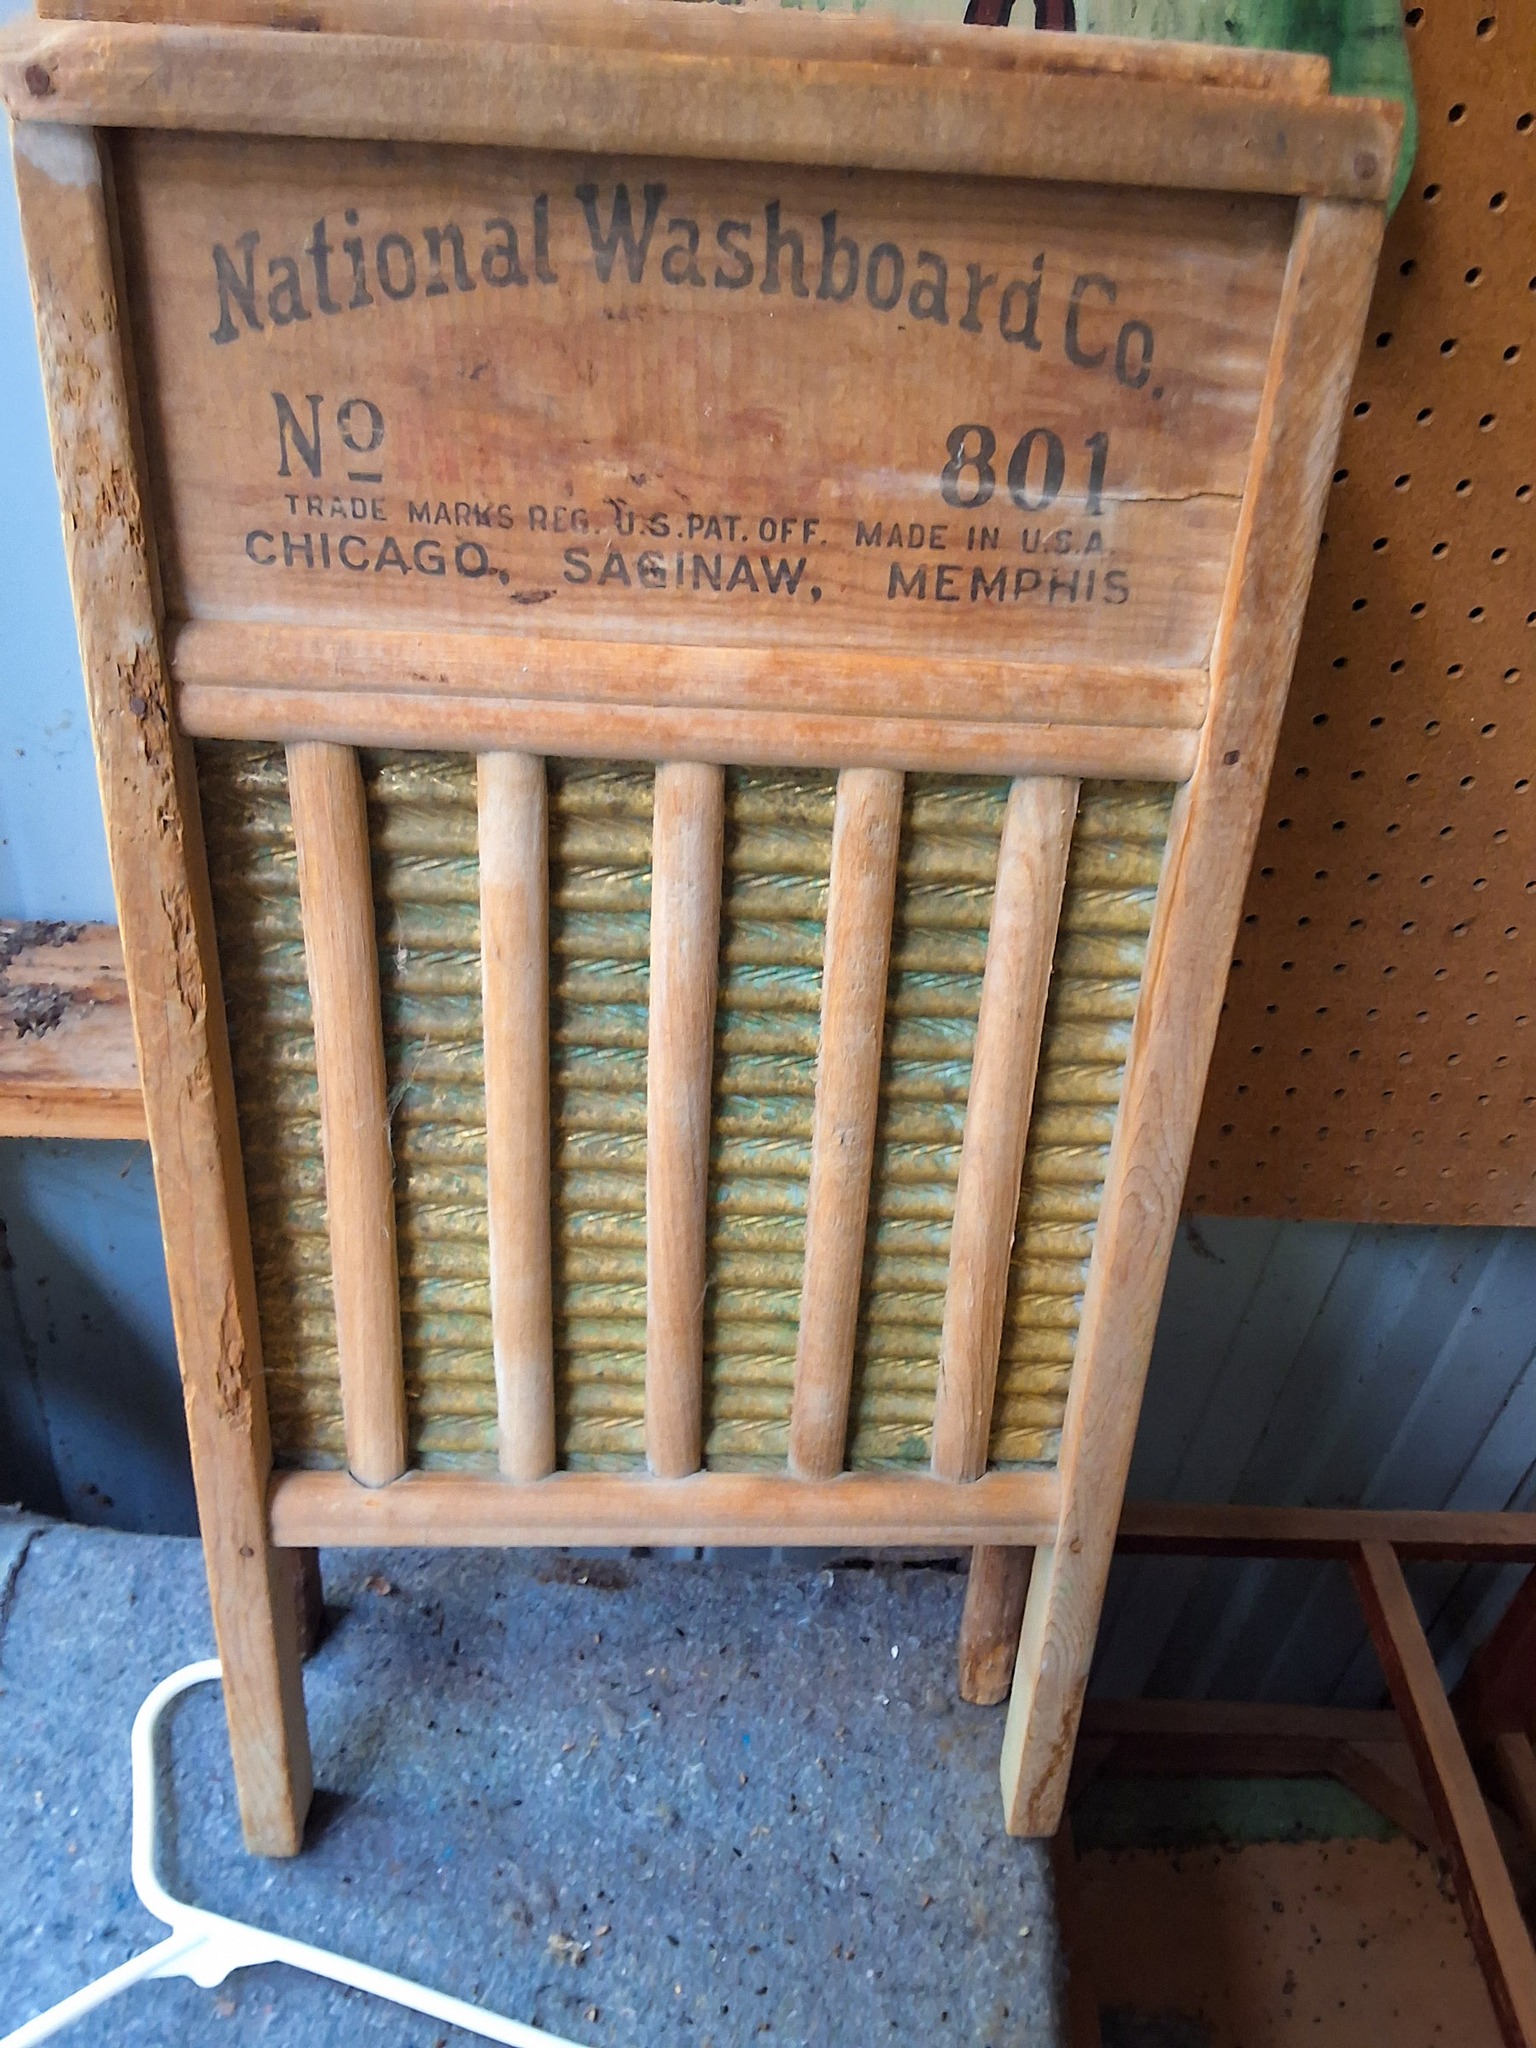 National Washboard Co.
No 801
TRADE MARKS REG. U.S. PAT. OFF. MADE IN U.S.A.
CHICAGO, SAGINAW, MEMPHIS